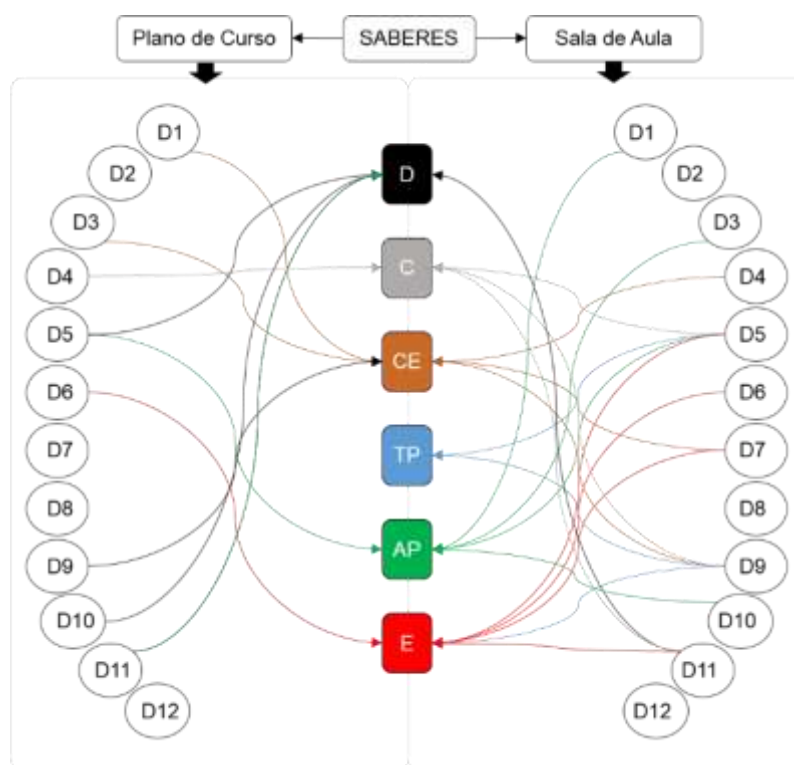 Plano de Curso
SABERES
Sala de Aula
D1
D2
D3
D4
D5
D6
D7
D8
D9
D10
D11
D12
D
C
CE
TP
AP
E
D1
D2
D3
D4
D5
D6
D7
D8
D9
D10
D11
D12